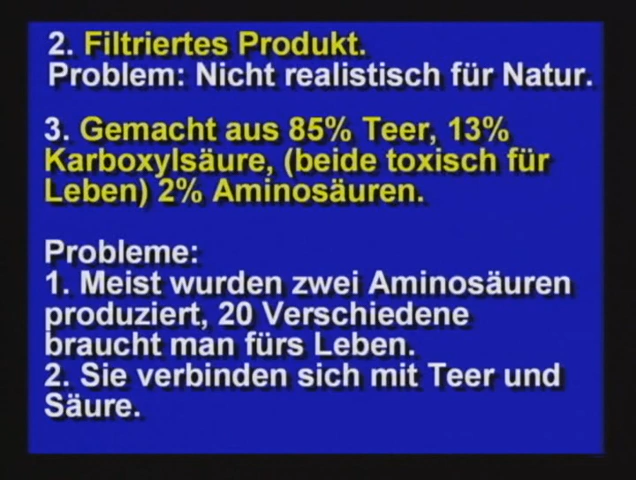 2. Filtriertes Produkt.
Problem: Nicht realistisch für Natur.
3. Gemacht aus 85% Teer, 13%
Karboxylsäure, (beide toxisch für
Leben) 2% Aminosäuren.
Probleme:
1. Meist wurden zwei Aminosäuren
produziert, 20 Verschiedene
braucht man fürs Leben.
2. Sie verbinden sich mit Teer und
Säure.